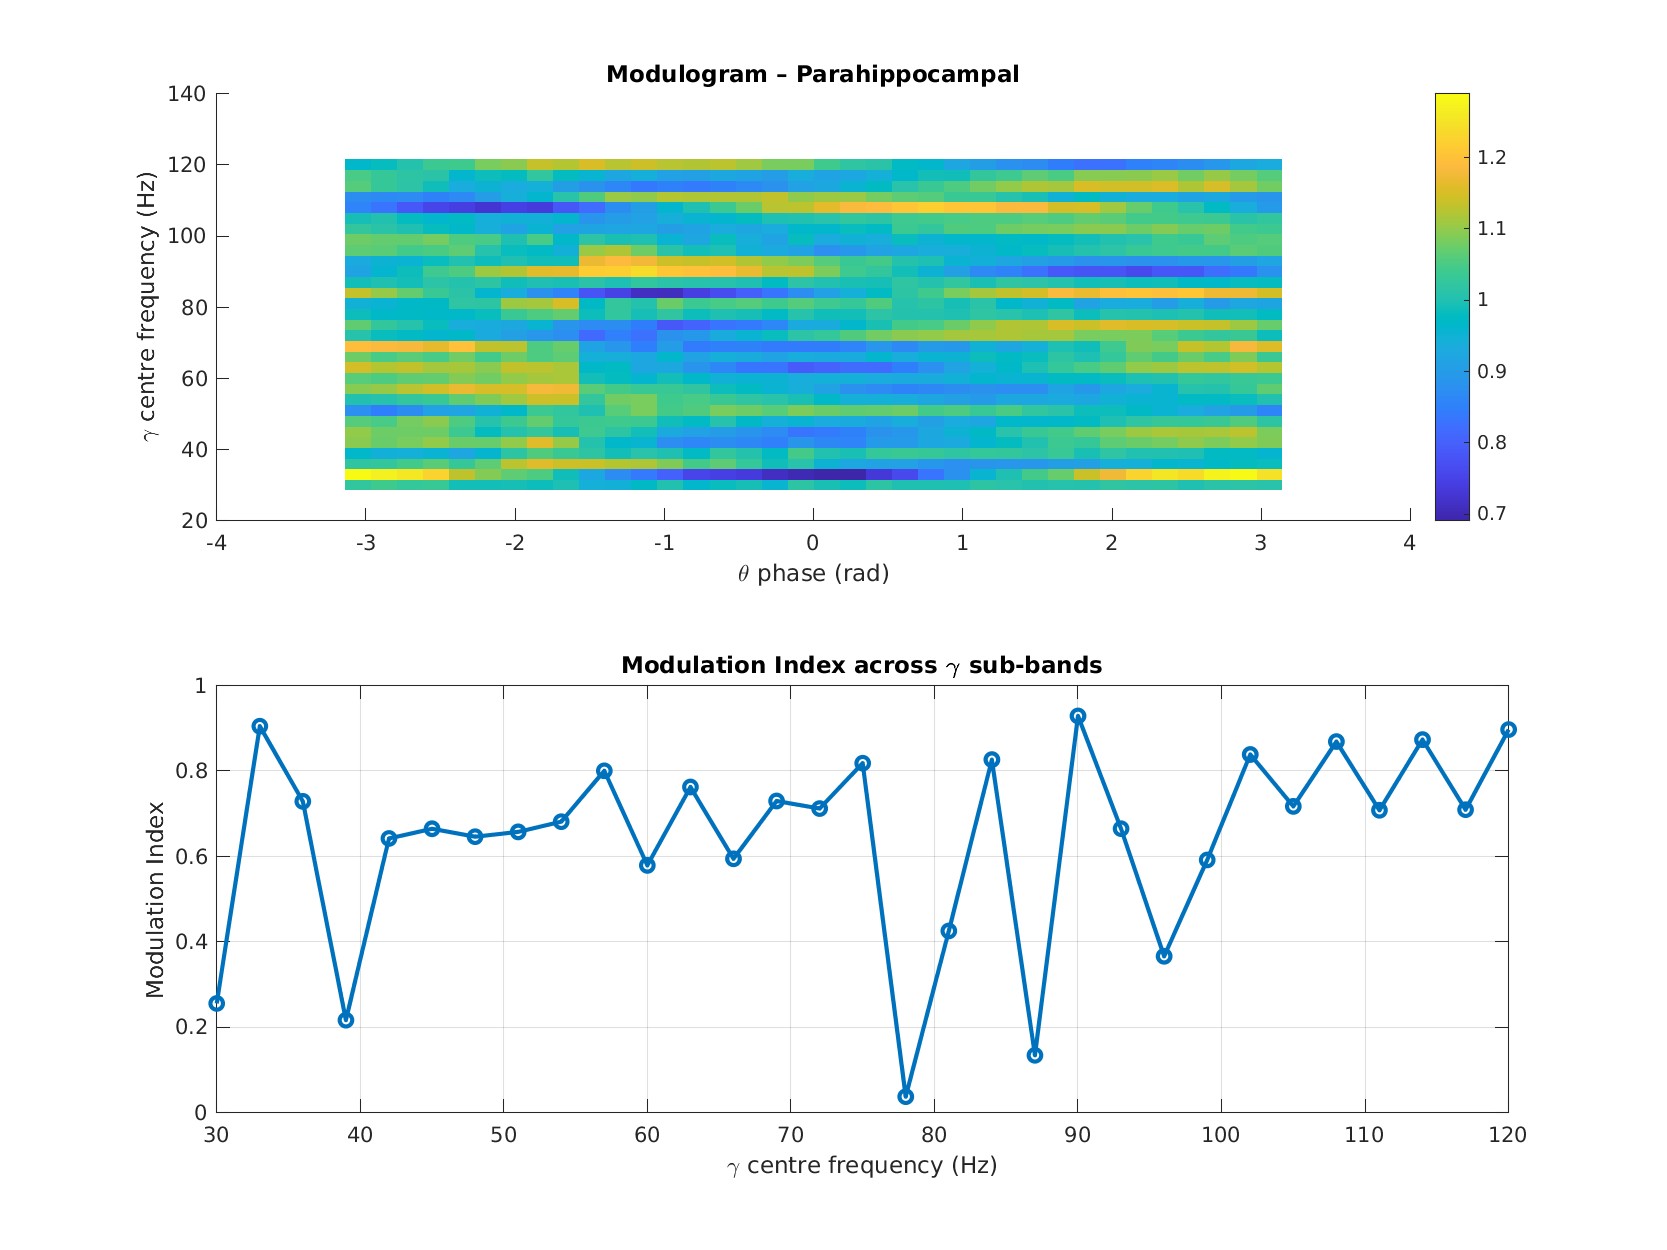 Modulogram – Parahippocampal
140
120
100
80
60
40
20
γ centre frequency (Hz)
-4 -3 -2 -1 0 1 2 3 4
θ phase (rad)
1.2
1.1
1
0.9
0.8
0.7
Modulation Index across γ sub-bands
1
0.8
0.6
0.4
0.2
0
Modulation Index
30 40 50 60 70 80 90 100 110 120
γ centre frequency (Hz)